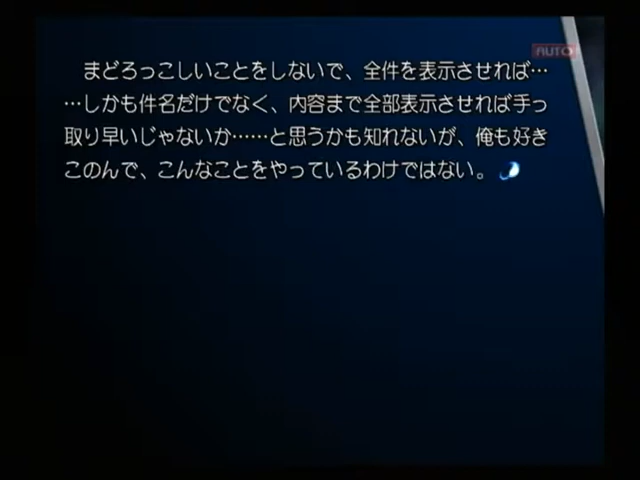 AUTO
まどろっこしいことをしないで、全件を表示させれば…
…しかも件名だけでなく、内容まで全部表示させれば手っ
取り早いじゃないか……と思うかも知れないが、俺も好き
このんで、こんなことをやっているわけではない。